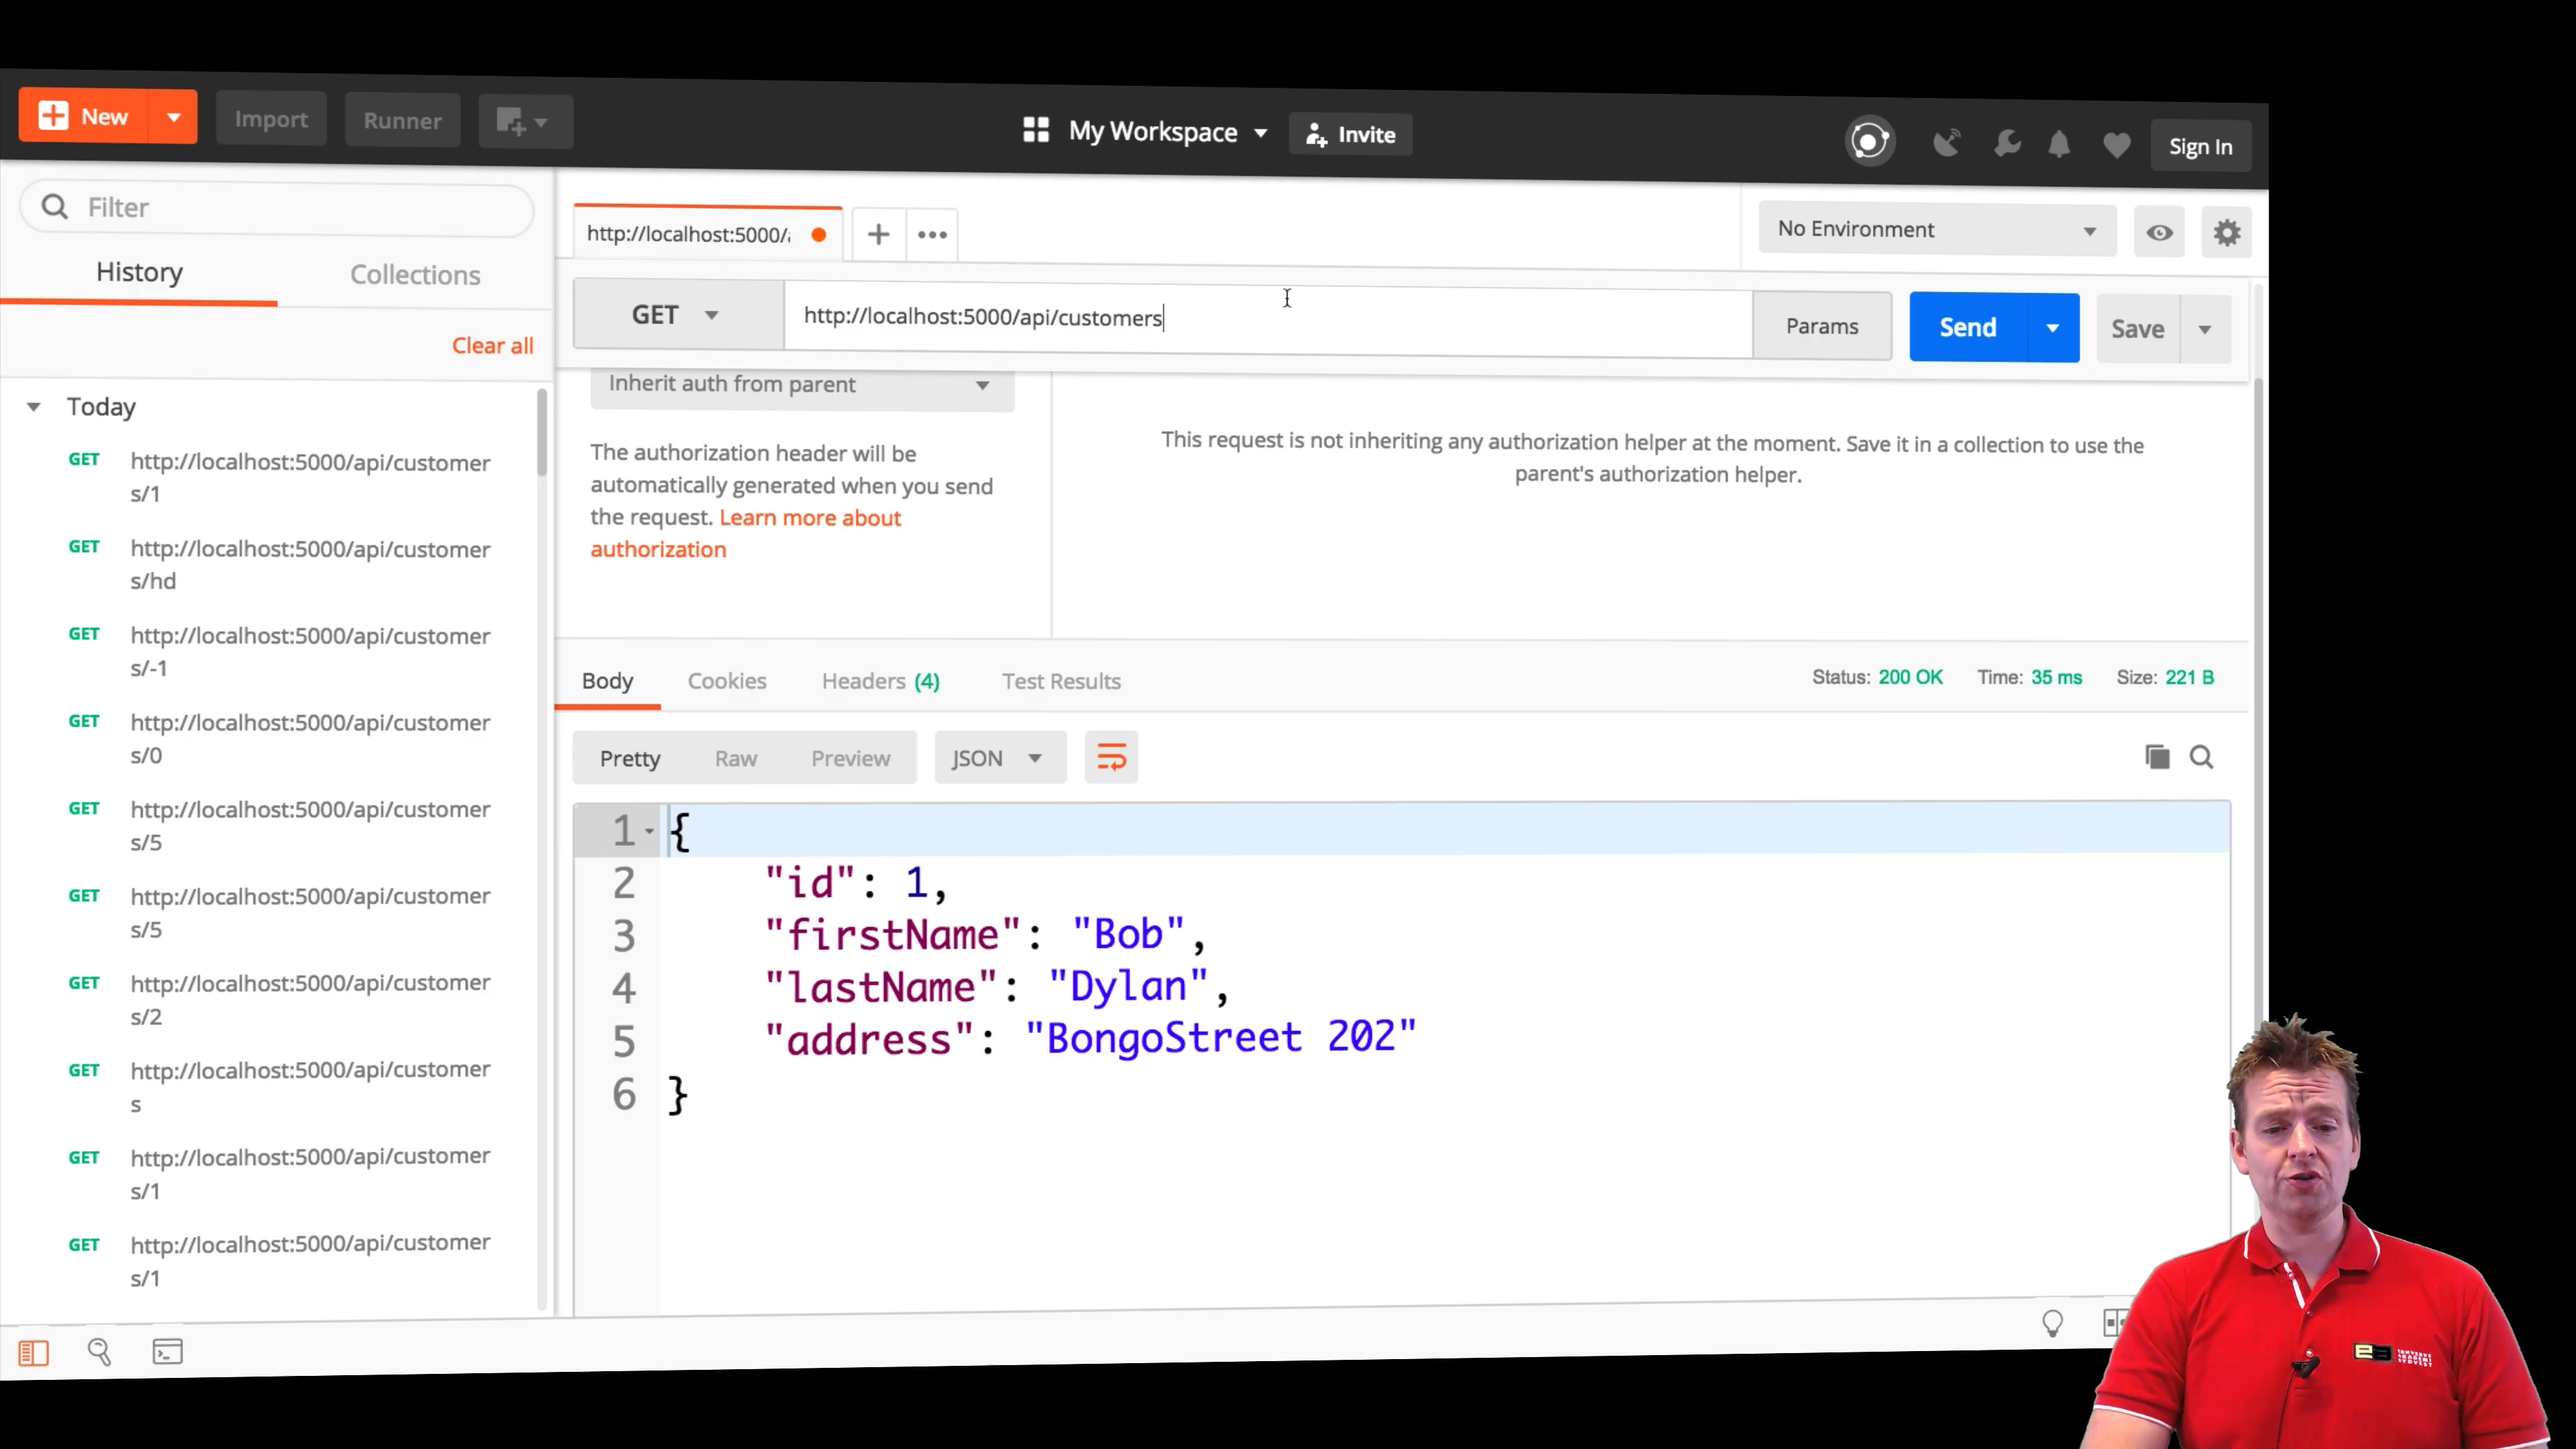 New
Import
Runner
My Workspace
Invite
Sign In
Filter
History
Collections
Clear all
Today
GET http://localhost:5000/api/customer
s/1
GET http://localhost:5000/api/customer
s/hd
GET http://localhost:5000/api/customer
s/-1
GET http://localhost:5000/api/customer
s/0
GET http://localhost:5000/api/customer
s/5
GET http://localhost:5000/api/customer
s/5
GET http://localhost:5000/api/customer
s/2
GET http://localhost:5000/api/customer
s
GET http://localhost:5000/api/customer
s/1
GET http://localhost:5000/api/customer
s/1
http://localhost:5000/
No Environment
GET http://localhost:5000/api/customers
Params
Send
Save
Inherit auth from parent
The authorization header will be
automatically generated when you send
the request. Learn more about
authorization
This request is not inheriting any authorization helper at the moment. Save it in a collection to use the
parent's authorization helper.
Body Cookies Headers (4) Test Results
Status: 200 OK Time: 35 ms Size: 221 B
Pretty Raw Preview JSON
1 {
2 "id": 1,
3 "firstName": "Bob",
4 "lastName": "Dylan",
5 "address": "BongoStreet 202"
6 }